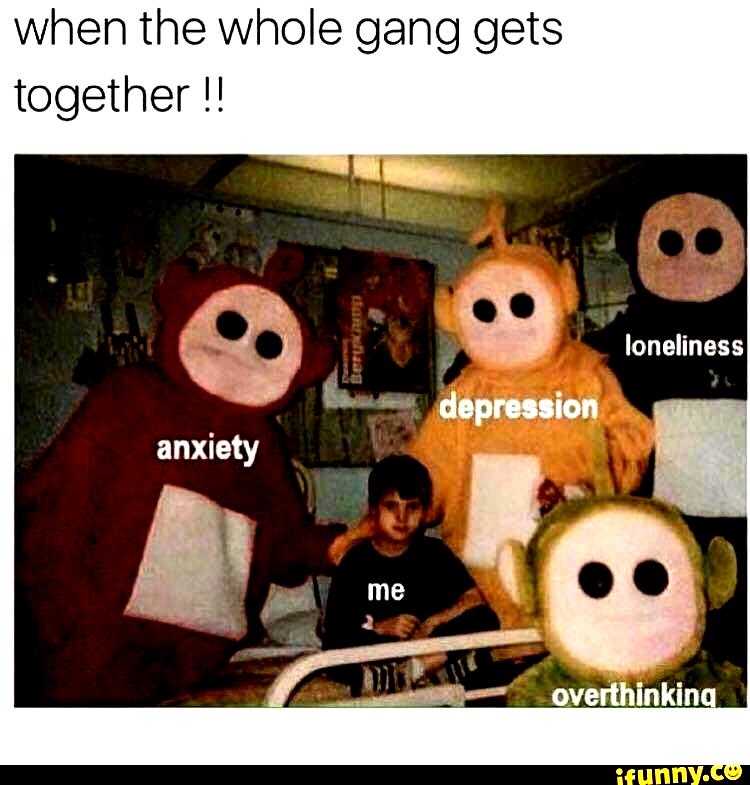 when the whole gang gets
together !!
loneliness
depression
anxiety
me
overthinking
ifunny.co